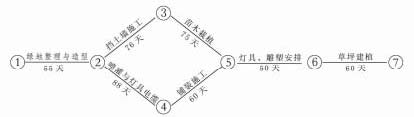 ③
挡土墙施工
76天
苗木栽植
75天
①
绿地整理与造型
55天
②
⑤
灯具、雕塑安排
50天
⑥
草坪建植
60天
⑦
喷灌与灯具电缆
88天
铺装施工
60天
④